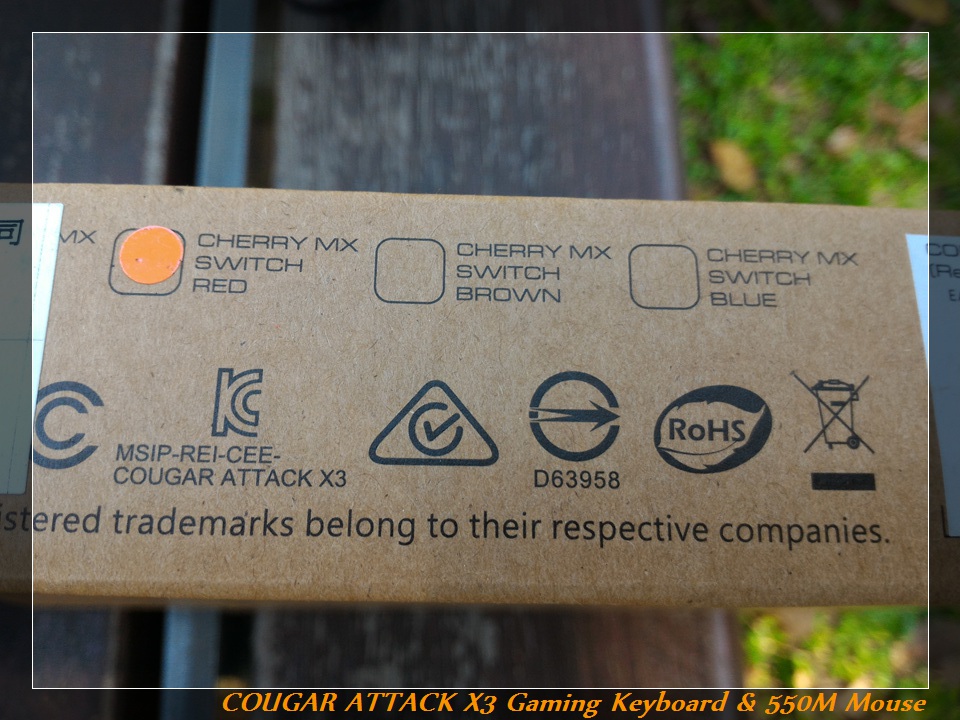 司
MX
CHERRY MX
SWITCH
RED
CHERRY MX
SWITCH
BROWN
CHERRY MX
SWITCH
BLUE
MSIP-REI-CEE-
COUGAR ATTACK X3
D63958
RoHS
istered trademarks belong to their respective companies.
COUGAR ATTACK X3 Gaming Keyboard & 550M Mouse